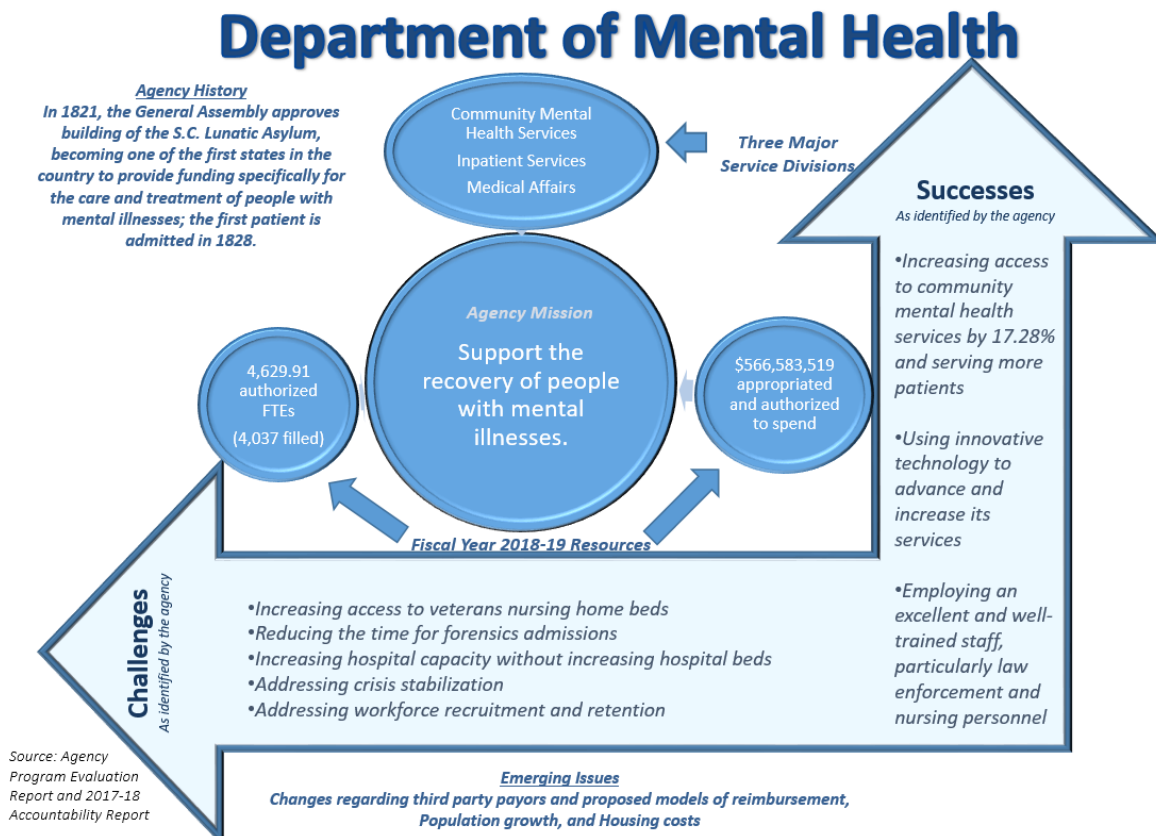 Department of Mental Health
Agency History
In 1821, the General Assembly approves
building of the S.C. Lunatic Asylum,
becoming one of the first states in the
country to provide funding specifically for
the care and treatment of people with
mental illnesses; the first patient is
admitted in 1828.
Community Mental
Health Services
Inpatient Services
Medical Affairs
Three Major
Service Divisions
Agency Mission
Support the
recovery of people
with mental
illnesses.
4,629.91
authorized
FTEs
(4,037 filled)
$566,583,519
appropriated
and authorized
to spend
Fiscal Year 2018-19 Resources
Successes
As identified by the agency
•Increasing access
to community
mental health
services by 17.28%
and serving more
patients
•Using innovative
technology to
advance and
increase its
services
•Employing an
excellent and well-
trained staff,
particularly law
enforcement and
nursing personnel
Challenges
As identified by the agency
•Increasing access to veterans nursing home beds
•Reducing the time for forensics admissions
•Increasing hospital capacity without increasing hospital beds
•Addressing crisis stabilization
•Addressing workforce recruitment and retention
Source: Agency
Program Evaluation
Report and 2017-18
Accountability Report
Emerging Issues
Changes regarding third party payors and proposed models of reimbursement,
Population growth, and Housing costs